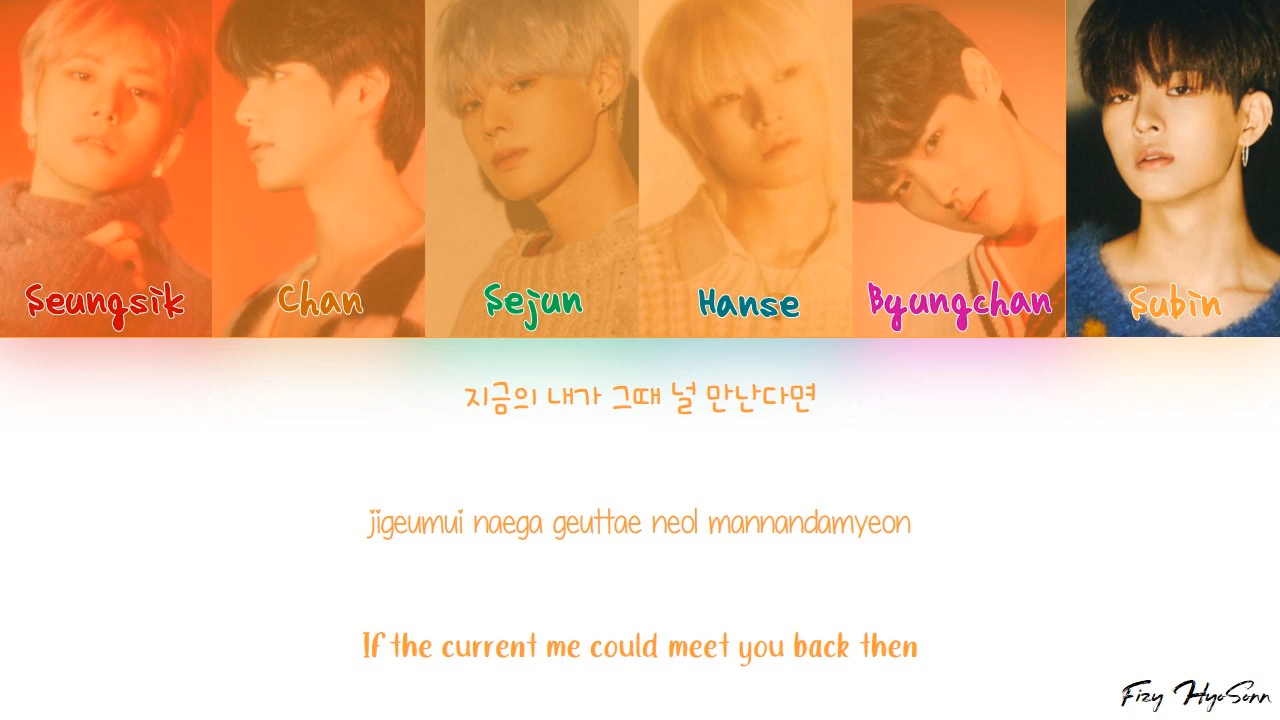 Seungsik Chan Sejun Hanse Byungchan Subin
지금의 내가 그때 널 만난다면
jigeumui naega geuttae neol mannandamyeon
If the current me could meet you back then
Fizy HyoSonn